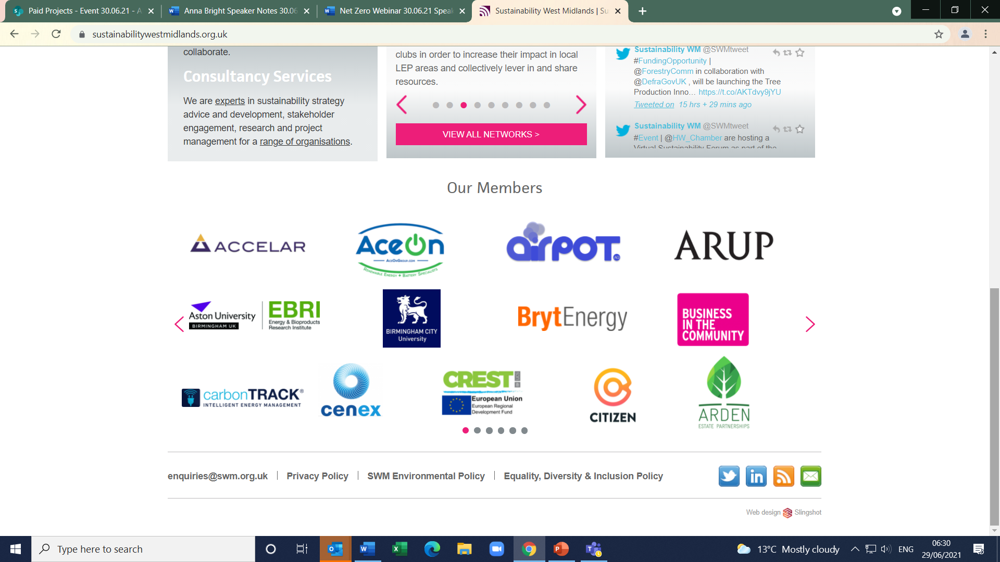 Paid Projects - Event 30.06.21 - A
Anna Bright Speaker Notes 30.06
Net Zero Webinar 30.06.21 Speak
Sustainability West Midlands | Su
sustainabilitywestmidlands.org.uk
collaborate.
Consultancy Services
We are experts in sustainability strategy
advice and development, stakeholder
engagement, research and project
management for a range of organisations.
clubs in order to increase their impact in local
LEP areas and collectively lever in and share
resources.
VIEW ALL NETWORKS >
Sustainability WM @SWMtweet
#FundingOpportunity |
@ForestryComm in collaboration with
@DefraGovUK , will be launching the Tree
Production Inno... https://t.co/AKTdvy9jYU
Tweeted on 15 hrs + 29 mins ago
Sustainability WM @SWMtweet
#Event | @HW_Chamber are hosting a
Virtual Sustainability Forum as part of the
Our Members
ACCELAR
AceOn
AceOnGroup.com
Renewable Energy + Battery Specialists
airPOT.
AQ
ARUP
Aston University
BIRMINGHAM UK
EBRI
Energy & Bioproducts
Research Institute
BIRMINGHAM CITY
University
BrytEnergy
BUSINESS
IN THE
COMMUNITY
carbonTRACK®
INTELLIGENT ENERGY MANAGEMENT
cenex
CREST
European Union
European Regional
Development Fund
CITIZEN
ARDEN
ESTATE PARTNERSHIPS
enquiries@swm.org.uk | Privacy Policy | SWM Environmental Policy | Equality, Diversity & Inclusion Policy
in
Web design Slingshot
Type here to search
13°C Mostly cloudy
ENG
06:30
29/06/2021